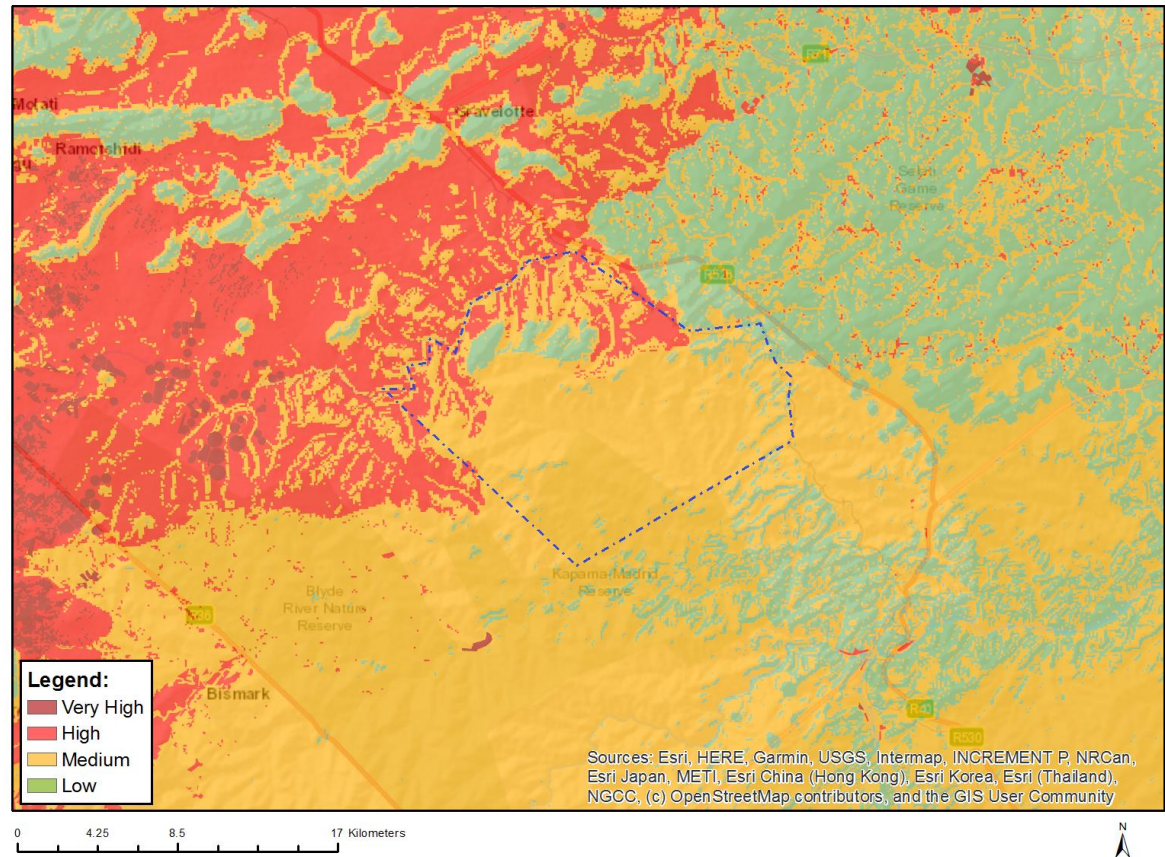 R71
Molati
Gravelotte
Ramotshidi
Selati
Game
Reserve
R526
Kapama-Madrid
Reserve
Blyde
River Nature
Reserve
R36
Bismark
R40
R530
Legend:
Very High
High
Medium
Low
Sources: Esri, HERE, Garmin, USGS, Intermap, INCREMENT P, NRCan,
Esri Japan, METI, Esri China (Hong Kong), Esri Korea, Esri (Thailand),
NGCC, (c) OpenStreetMap contributors, and the GIS User Community
0 4.25 8.5 17 Kilometers
N